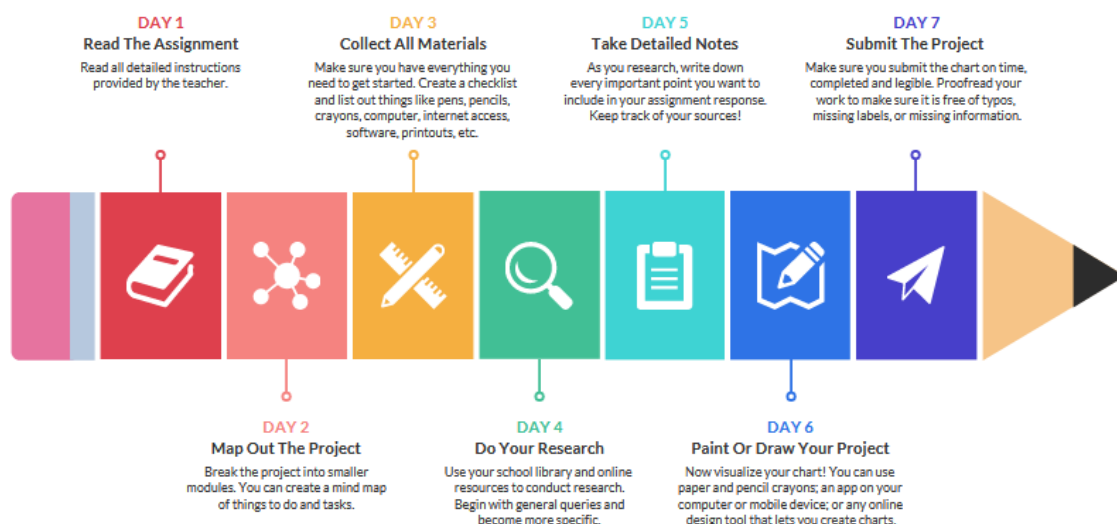 DAY 1
Read The Assignment
Read all detailed instructions
provided by the teacher.
DAY 2
Map Out The Project
Break the project into smaller
modules. You can create a mind map
of things to do and tasks.
DAY 3
Collect All Materials
Make sure you have everything you
need to get started. Create a checklist
and list out things like pens, pencils,
crayons, computer, internet access,
software, printouts, etc.
DAY 4
Do Your Research
Use your school library and online
resources to conduct research.
Begin with general queries and
become more specific.
DAY 5
Take Detailed Notes
As you research, write down
every important point you want to
include in your assignment response.
Keep track of your sources!
DAY 6
Paint Or Draw Your Project
Now visualize your chart! You can use
paper and pencil crayons; an app on your
computer or mobile device; or any online
design tool that lets you create charts.
DAY 7
Submit The Project
Make sure you submit the chart on time,
completed and legible. Proofread your
work to make sure it is free of typos,
missing labels, or missing information.